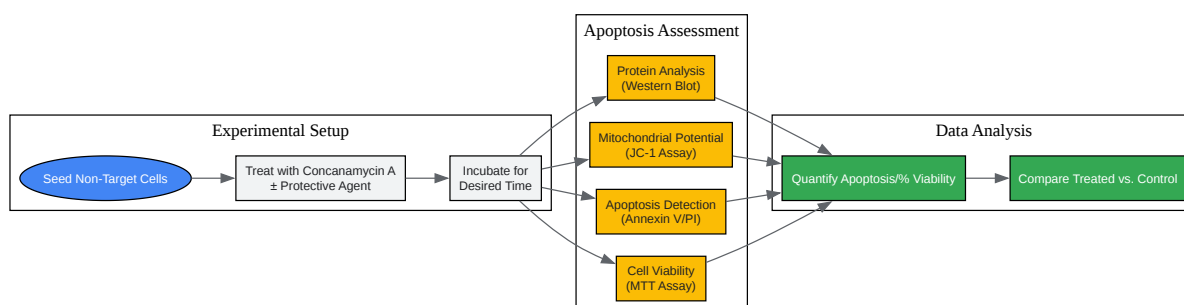 Apoptosis Assessment
Protein Analysis
(Western Blot)
Experimental Setup
Data Analysis
Mitochondrial Potential
(JC-1 Assay)
Seed Non-Target Cells
Treat with Concanamycin A
± Protective Agent
Incubate for
Desired Time
Quantify Apoptosis/% Viability
Compare Treated vs. Control
Apoptosis Detection
(Annexin V/PI)
Cell Viability
(MTT Assay)